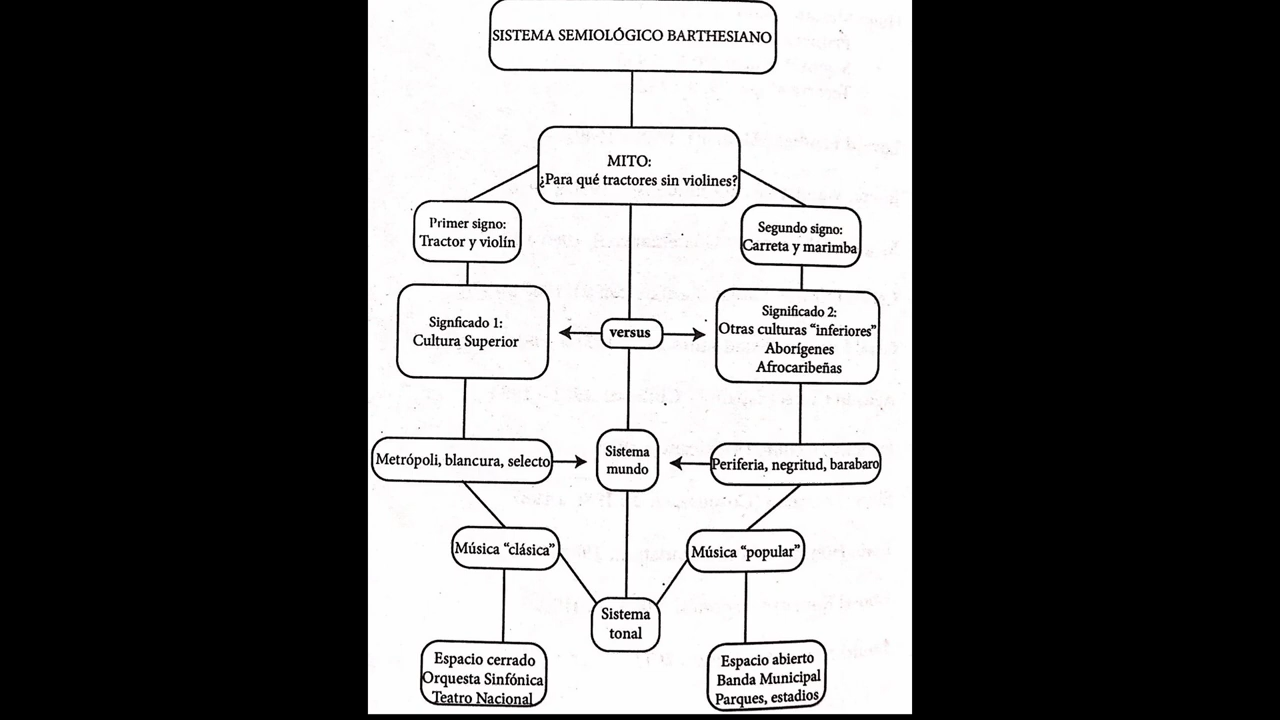 SISTEMA SEMIOLÓGICO BARTHESIANO
MITO:
¿Para qué tractores sin violines?
Primer signo:
Tractor y violín
Segundo signo:
Carreta y marimba
Signficado 1:
Cultura Superior
versus
Significado 2:
Otras culturas “inferiores”
Aborígenes
Afrocaribeñas
Metrópoli, blancura, selecto
Sistema
mundo
Periferia, negritud, barabaro
Música “clásica”
Música “popular”
Sistema
tonal
Espacio cerrado
Orquesta Sinfónica
Teatro Nacional
Espacio abierto
Banda Municipal
Parques, estadios